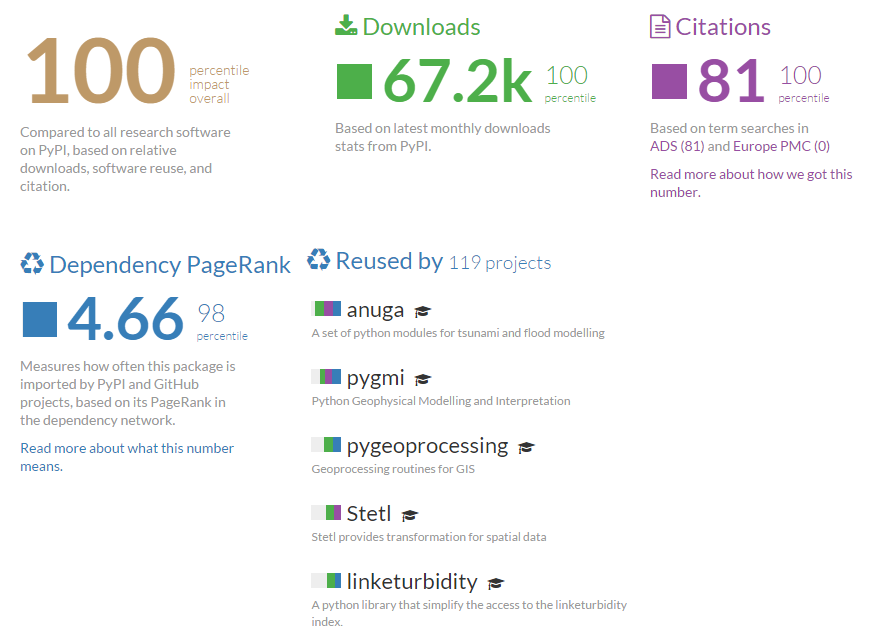 100
percentile
impact
overall
Compared to all research software
on PyPI, based on relative
downloads, software reuse, and
citation.
Downloads
67.2k
100
percentile
Based on latest monthly downloads
stats from PyPI.
Citations
81
100
percentile
Based on term searches in
ADS (81) and Europe PMC (0)
Read more about how we got this
number.
Dependency PageRank
4.66
98
percentile
Measures how often this package is
imported by PyPI and GitHub
projects, based on its PageRank in
the dependency network.
Read more about what this number
means.
Reused by 119 projects
anuga
A set of python modules for tsunami and flood modelling
pygmi
Python Geophysical Modelling and Interpretation
pygeoprocessing
Geoprocessing routines for GIS
Stetl
Stetl provides transformation for spatial data
linketurbidity
A python library that simplify the access to the linketurbidity
index.